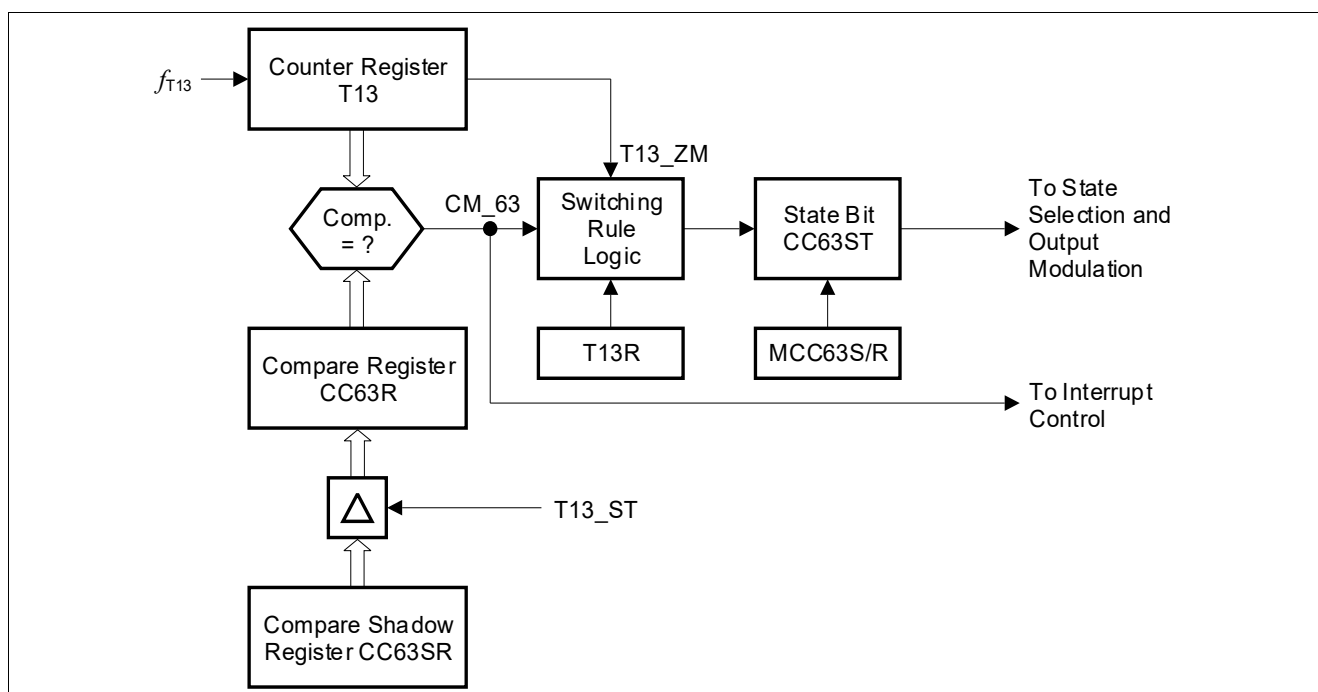 Counter Register
T13
fT13
T13_ZM
CM_63
Comp.
= ?
Switching
Rule
Logic
State Bit
CC63ST
To State
Selection and
Output
Modulation
T13R
MCC63S/R
Compare Register
CC63R
To Interrupt
Control
Δ
T13_ST
Compare Shadow
Register CC63SR